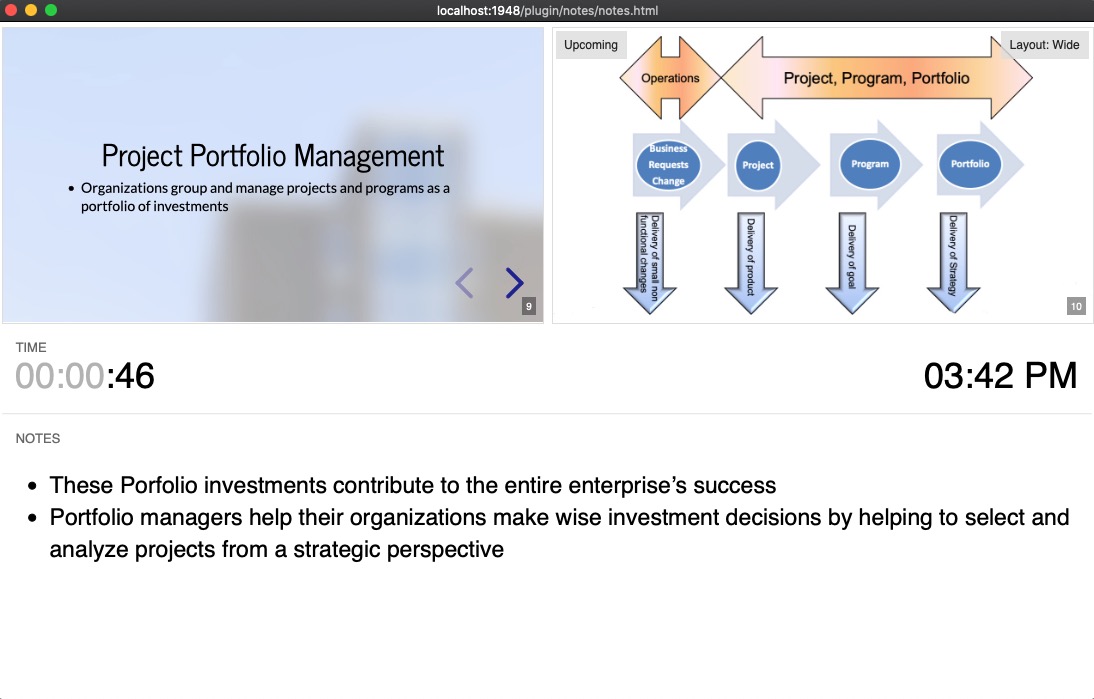 localhost:1948/plugin/notes/notes.html
Project Portfolio Management
• Organizations group and manage projects and programs as a
portfolio of investments
9
Upcoming
Layout: Wide
Operations
Project, Program, Portfolio
Business
Requests
Change
Project
Program
Portfolio
Delivery of small non
functional changes
Delivery of product
Delivery of goal
Delivery of Strategy
10
TIME
00:00:46
03:42 PM
NOTES
• These Porfolio investments contribute to the entire enterprise’s success
• Portfolio managers help their organizations make wise investment decisions by helping to select and
analyze projects from a strategic perspective